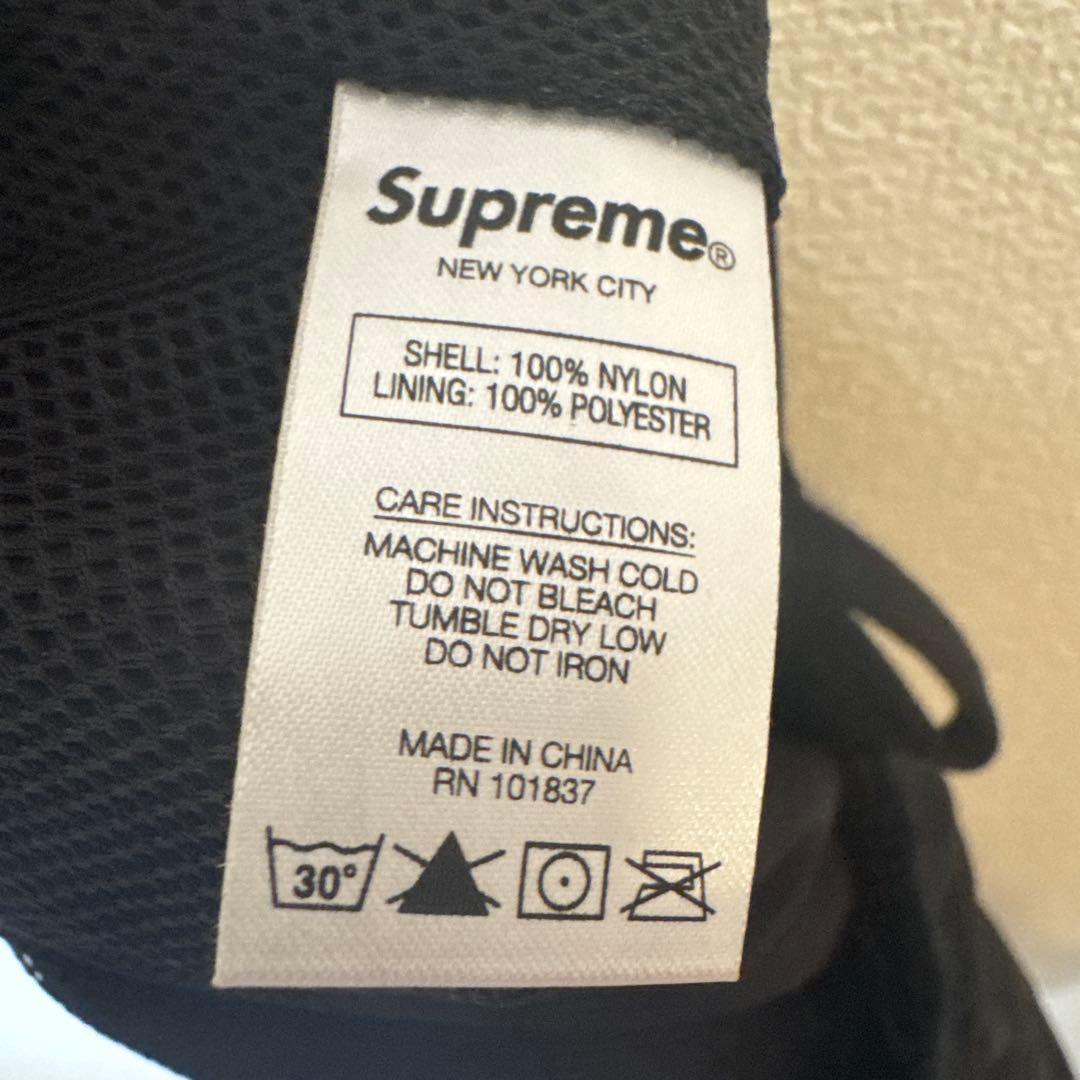 Supreme®
NEW YORK CITY
SHELL: 100% NYLON
LINING: 100% POLYESTER
CARE INSTRUCTIONS:
MACHINE WASH COLD
DO NOT BLEACH
TUMBLE DRY LOW
DO NOT IRON
MADE IN CHINA
RN 101837
30°